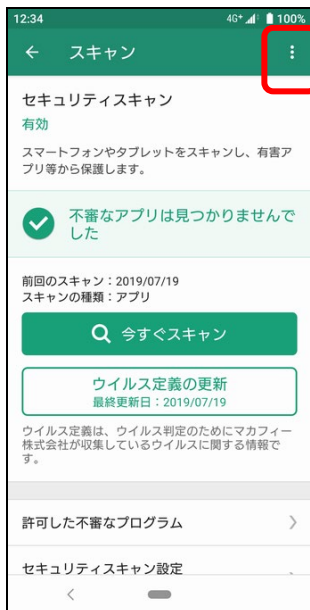 12:34 4G+ 100%
スキャン
セキュリティスキャン
有効
スマートフォンやタブレットをスキャンし、有害ア
プリ等から保護します。
不審なアプリは見つかりませんで
した
前回のスキャン：2019/07/19
スキャンの種類：アプリ
今すぐスキャン
ウイルス定義の更新
最終更新日：2019/07/19
ウイルス定義は、ウイルス判定のためにマカフィー
株式会社が収集しているウイルスに関する情報で
す。
許可した不審なプログラム
セキュリティスキャン設定